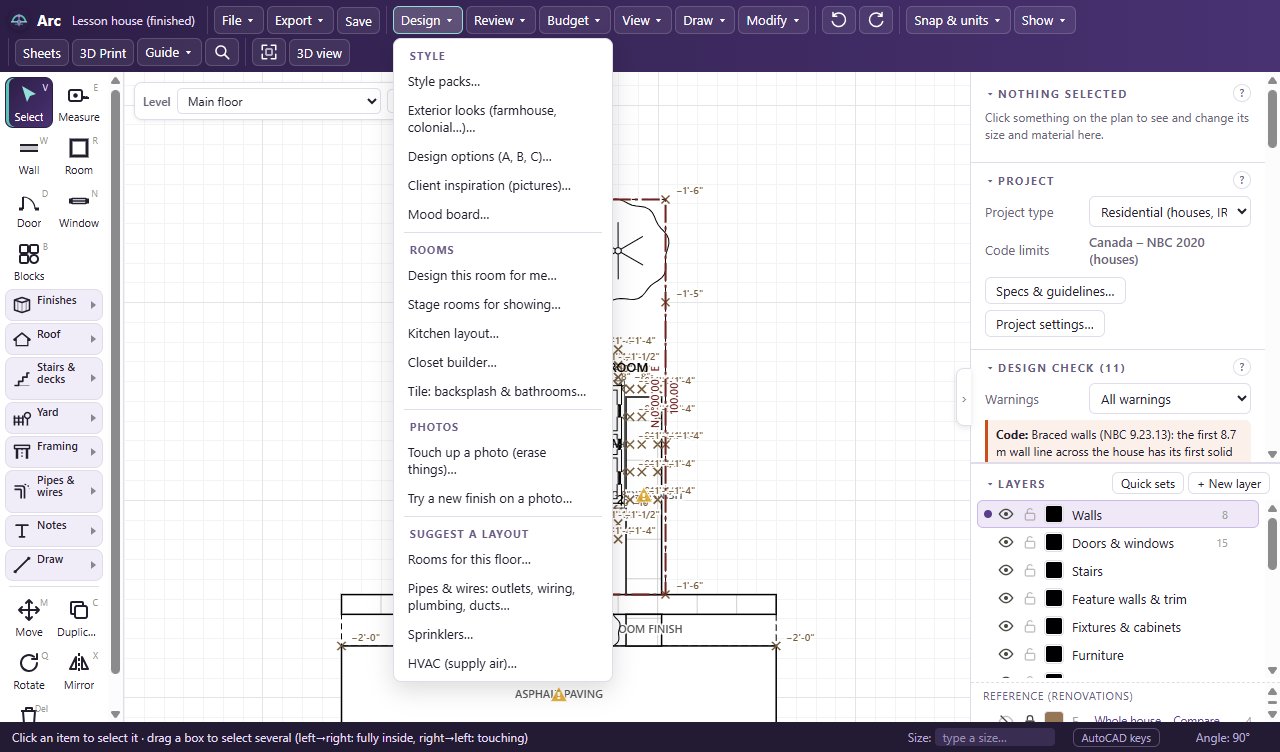 Arc Lesson house (finished) File Export Save Design Review Budget View Draw Modify Snap & units Show
Sheets 3D Print Guide 3D view
Select V
Measure E
Wall W
Room R
Door D
Window N
Blocks B
Finishes
Roof
Stairs &
decks
Yard
Framing
Pipes &
wires
Notes
Draw
Move M
Duplic... C
Rotate Q
Mirror X
Del
Level Main floor
STYLE
Style packs...
Exterior looks (farmhouse,
colonial...)...
Design options (A, B, C)...
Client inspiration (pictures)...
Mood board...
ROOMS
Design this room for me...
Stage rooms for showing...
Kitchen layout...
Closet builder...
Tile: backsplash & bathrooms...
PHOTOS
Touch up a photo (erase
things)...
Try a new finish on a photo...
SUGGEST A LAYOUT
Rooms for this floor...
Pipes & wires: outlets, wiring,
plumbing, ducts...
Sprinklers...
HVAC (supply air)...
−1'-6"
−1'-5"
N 0°00'00" E
100.00'
−1'-6"
OOM FINISH
−2'-0"
−2'-0"
NOTHING SELECTED ?
Click something on the plan to see and change its
size and material here.
PROJECT ?
Project type Residential (houses, IR
Code limits Canada – NBC 2020
(houses)
Specs & guidelines...
Project settings...
DESIGN CHECK (11) ?
Warnings All warnings
Code: Braced walls (NBC 9.23.13): the first 8.7
m wall line across the house has its first solid
LAYERS Quick sets + New layer
Walls 8
Doors & windows 15
Stairs
Feature walls & trim
Fixtures & cabinets
Furniture
REFERENCE (RENOVATIONS)
Click an item to select it · drag a box to select several (left→right: fully inside, right→left: touching) Size: type a size... AutoCAD keys Angle: 90°